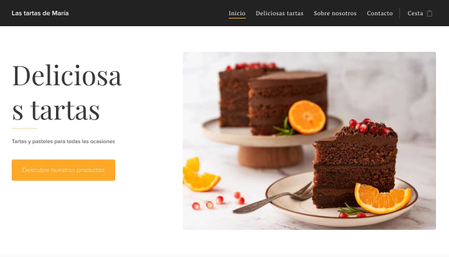 Las tartas de María
Inicio Deliciosas tartas Sobre nosotros Contacto Cesta
Deliciosa
s tartas
Tartas y pasteles para todas las ocasiones
Descubre nuestros productos